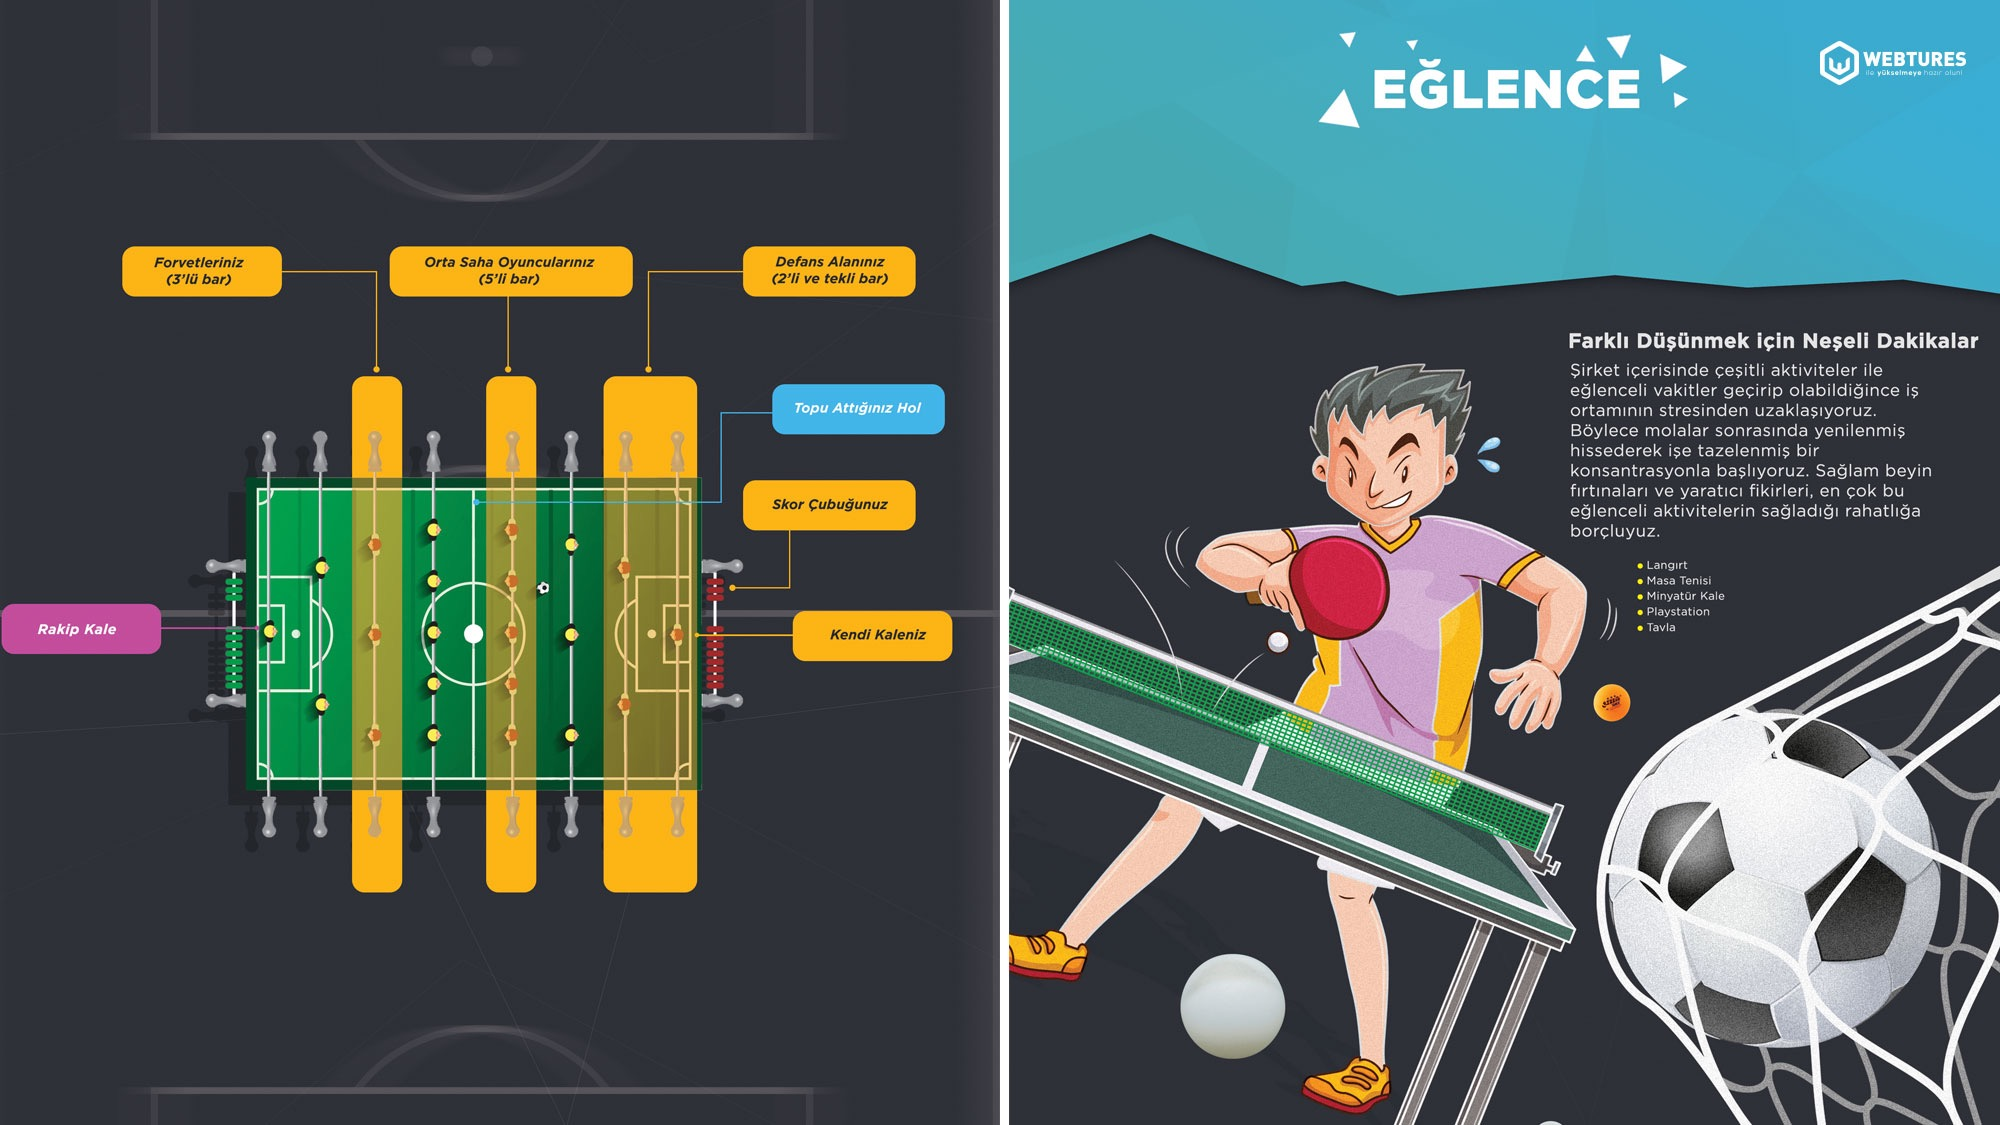 Forvetleriniz
(3'lü bar)
Orta Saha Oyuncularınız
(5'li bar)
Defans Alanınız
(2'li ve tekli bar)
Topu Attığınız Hol
Skor Çubuğunuz
Rakip Kale
Kendi Kaleniz
EĞLENCE
WEBTURES
ile yükselmeye hazır olun!
Farklı Düşünmek için Neşeli Dakikalar
Şirket içerisinde çeşitli aktiviteler ile
eğlenceli vakitler geçirip olabildiğince iş
ortamının stresinden uzaklaşıyoruz.
Böylece molalar sonrasında yenilenmiş
hissederek işe tazelenmiş bir
konsantrasyonla başlıyoruz. Sağlam beyin
fırtınaları ve yaratıcı fikirleri, en çok bu
eğlenceli aktivitelerin sağladığı rahatlığa
borçluyuz.
Langırt
Masa Tenisi
Minyatür Kale
Playstation
Tavla